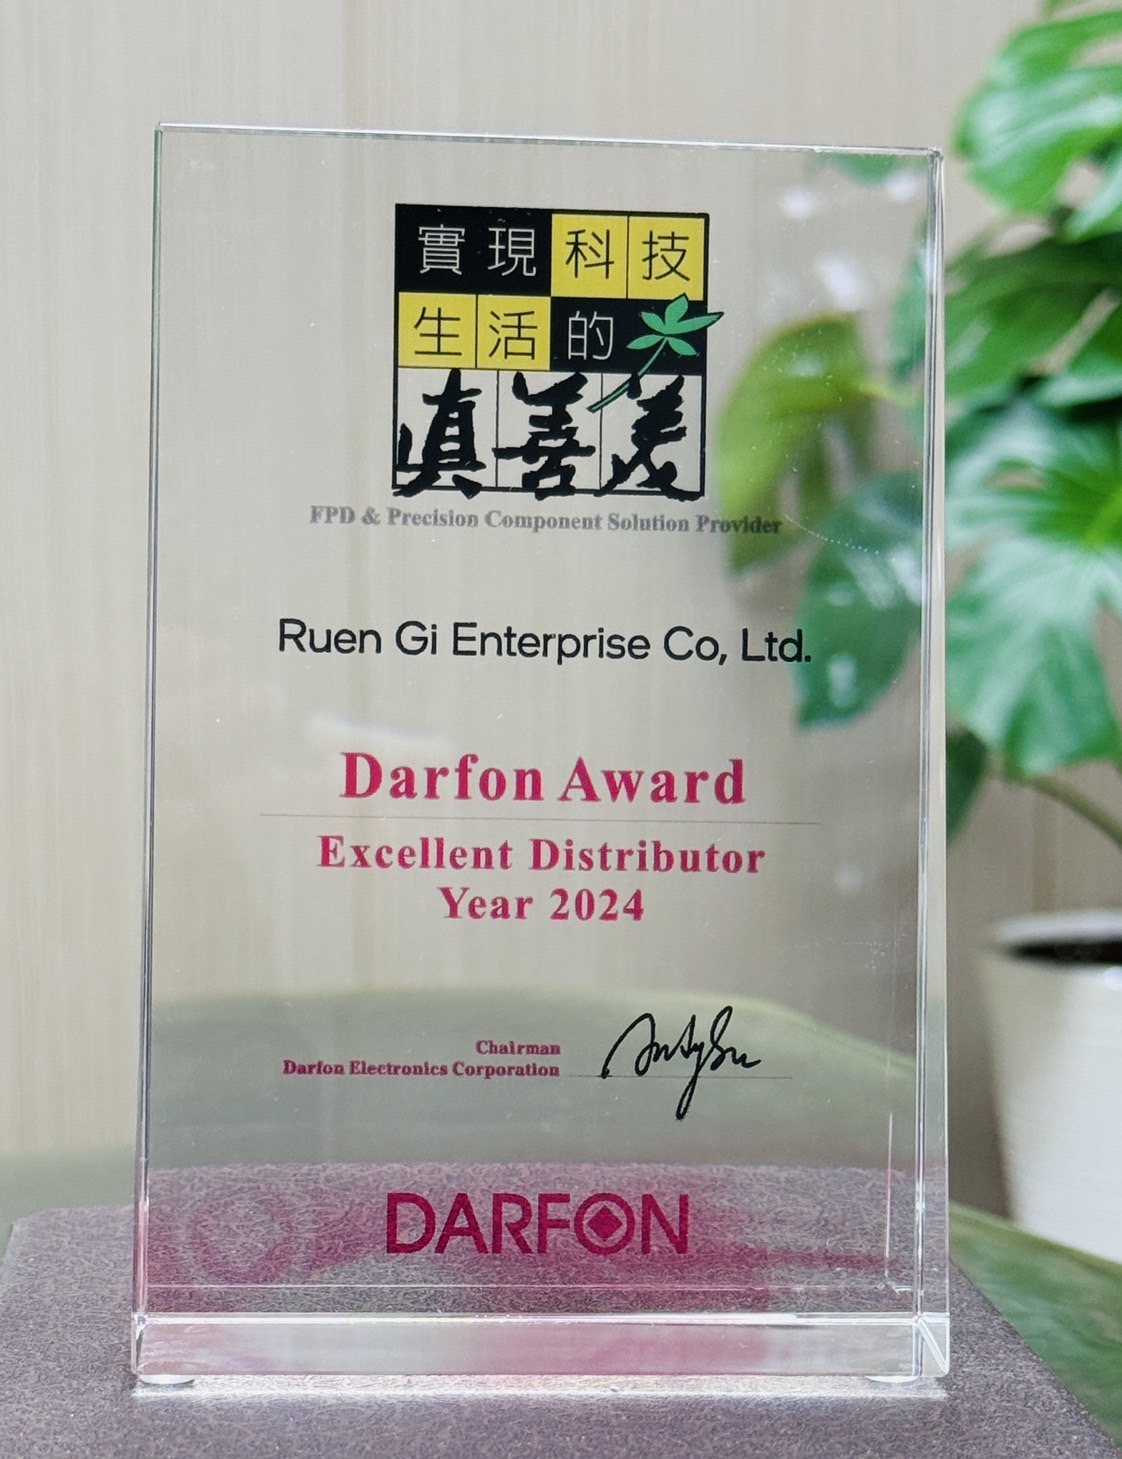 實現科技
生活的
真善美
FPD & Precision Component Solution Provider
Ruen Gi Enterprise Co, Ltd.
Darfon Award
Excellent Distributor
Year 2024
Chairman
Darfon Electronics Corporation
DARFON